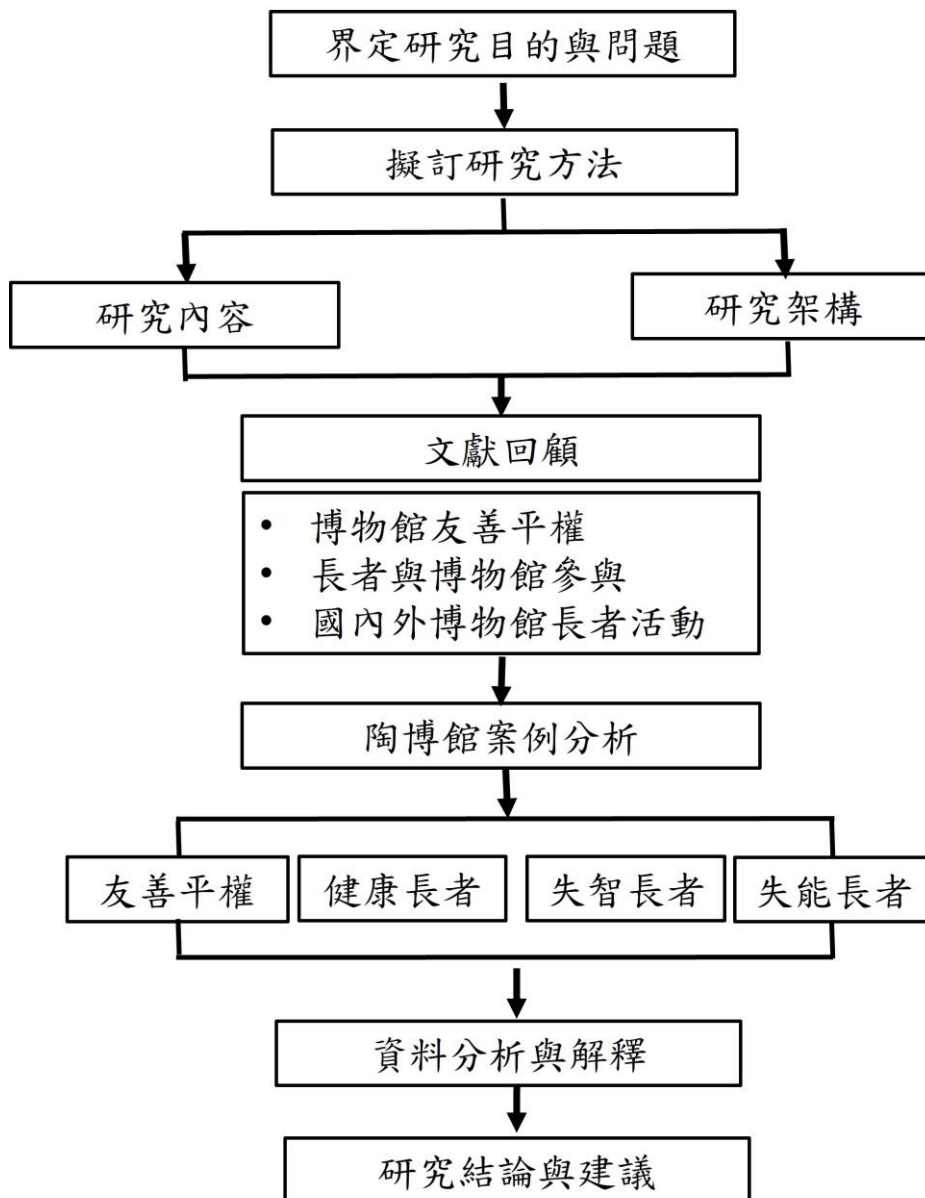 界定研究目的與問題
擬訂研究方法
研究內容
研究架構
文獻回顧
• 博物館友善平權
• 長者與博物館參與
• 國內外博物館長者活動
陶博館案例分析
友善平權
健康長者
失智長者
失能長者
資料分析與解釋
研究結論與建議